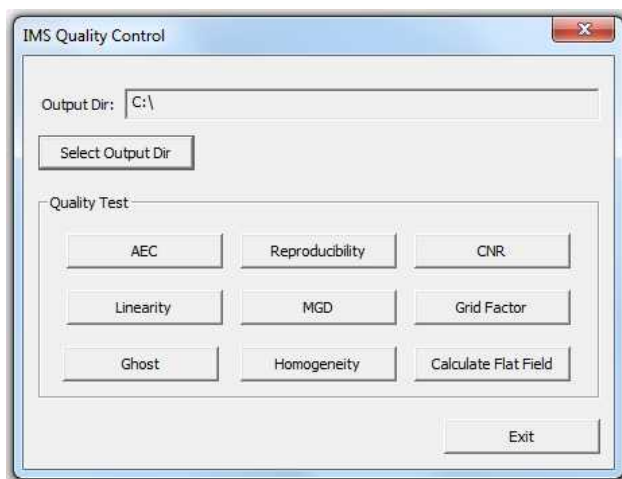 IMS Quality Control
Output Dir: C:\
Select Output Dir
Quality Test
AEC Reproducibility CNR
Linearity MGD Grid Factor
Ghost Homogeneity Calculate Flat Field
Exit